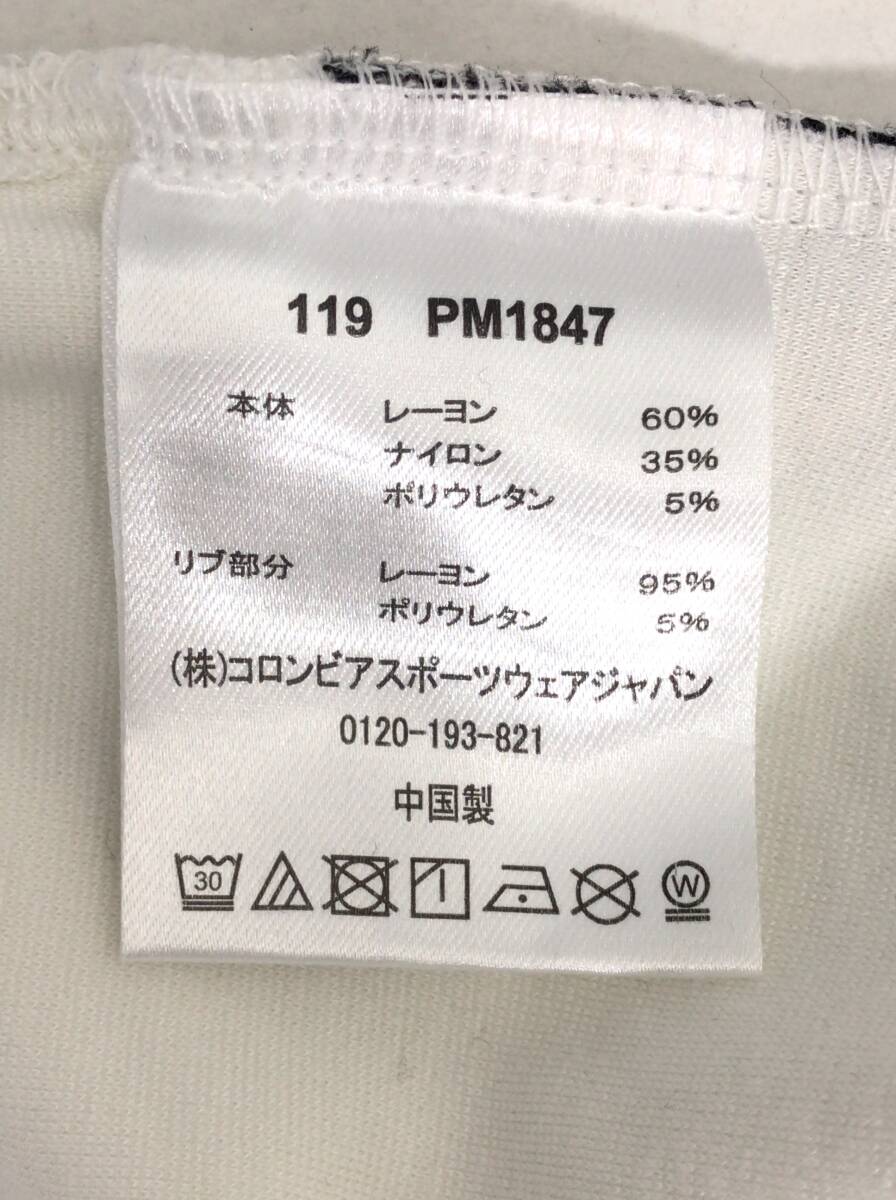 119 PM1847
本体 レーヨン 60%
ナイロン 35%
ポリウレタン 5%
リブ部分 レーヨン 95%
ポリウレタン 5%
(株)コロンビアスポーツウェアジャパン
0120-193-821
中国製
30 W